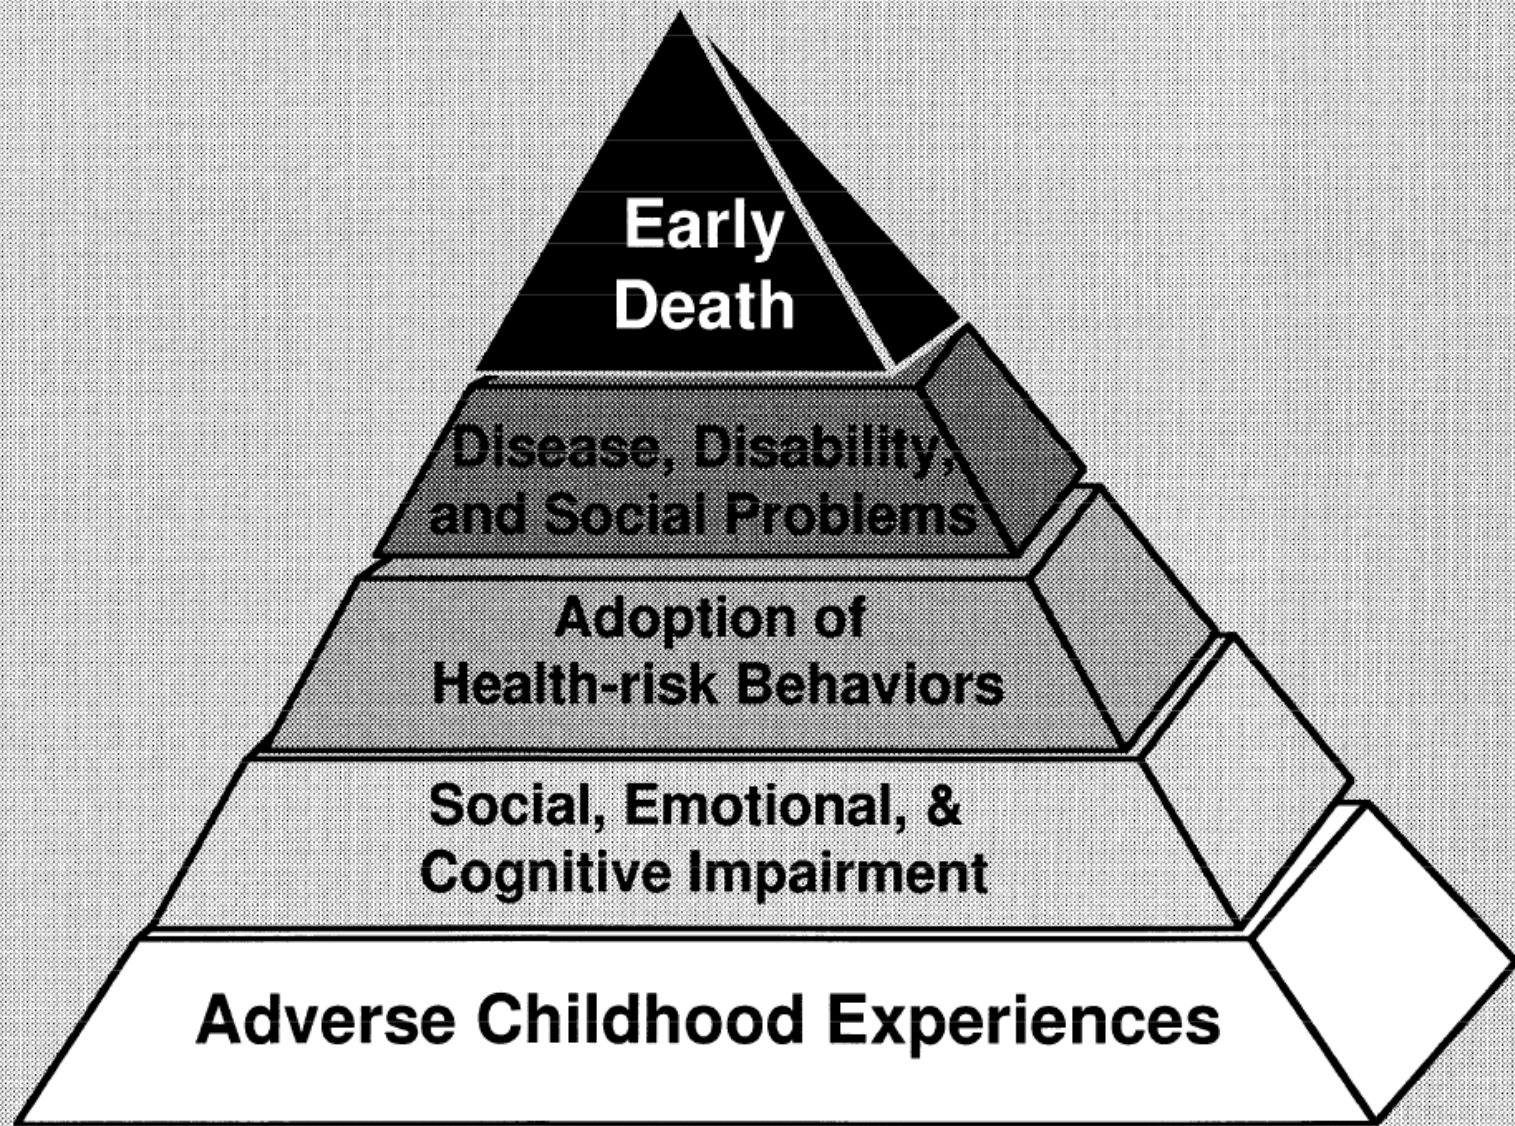 Early
Death
Disease, Disability,
and Social Problems
Adoption of
Health-risk Behaviors
Social, Emotional, &
Cognitive Impairment
Adverse Childhood Experiences